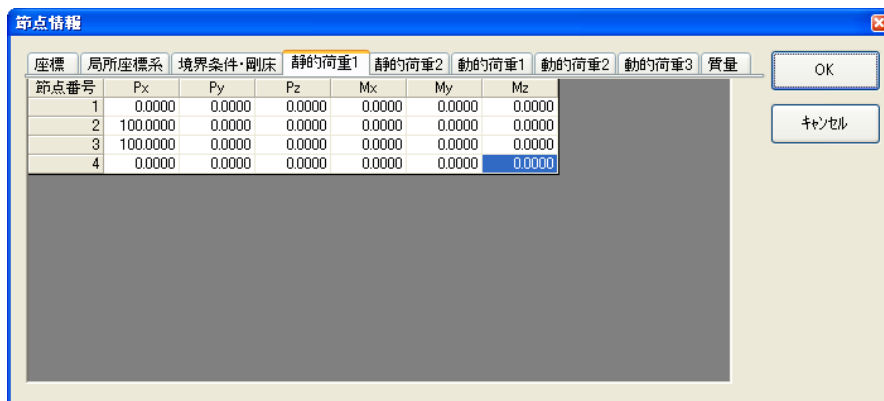 節点情報
座標 局所座標系 境界条件・剛床 静的荷重1 静的荷重2 動的荷重1 動的荷重2 動的荷重3 質量
OK
節点番号 Px Py Pz Mx My Mz
1 0.0000 0.0000 0.0000 0.0000 0.0000 0.0000
2 100.0000 0.0000 0.0000 0.0000 0.0000 0.0000
キャンセル
3 100.0000 0.0000 0.0000 0.0000 0.0000 0.0000
4 0.0000 0.0000 0.0000 0.0000 0.0000 0.0000